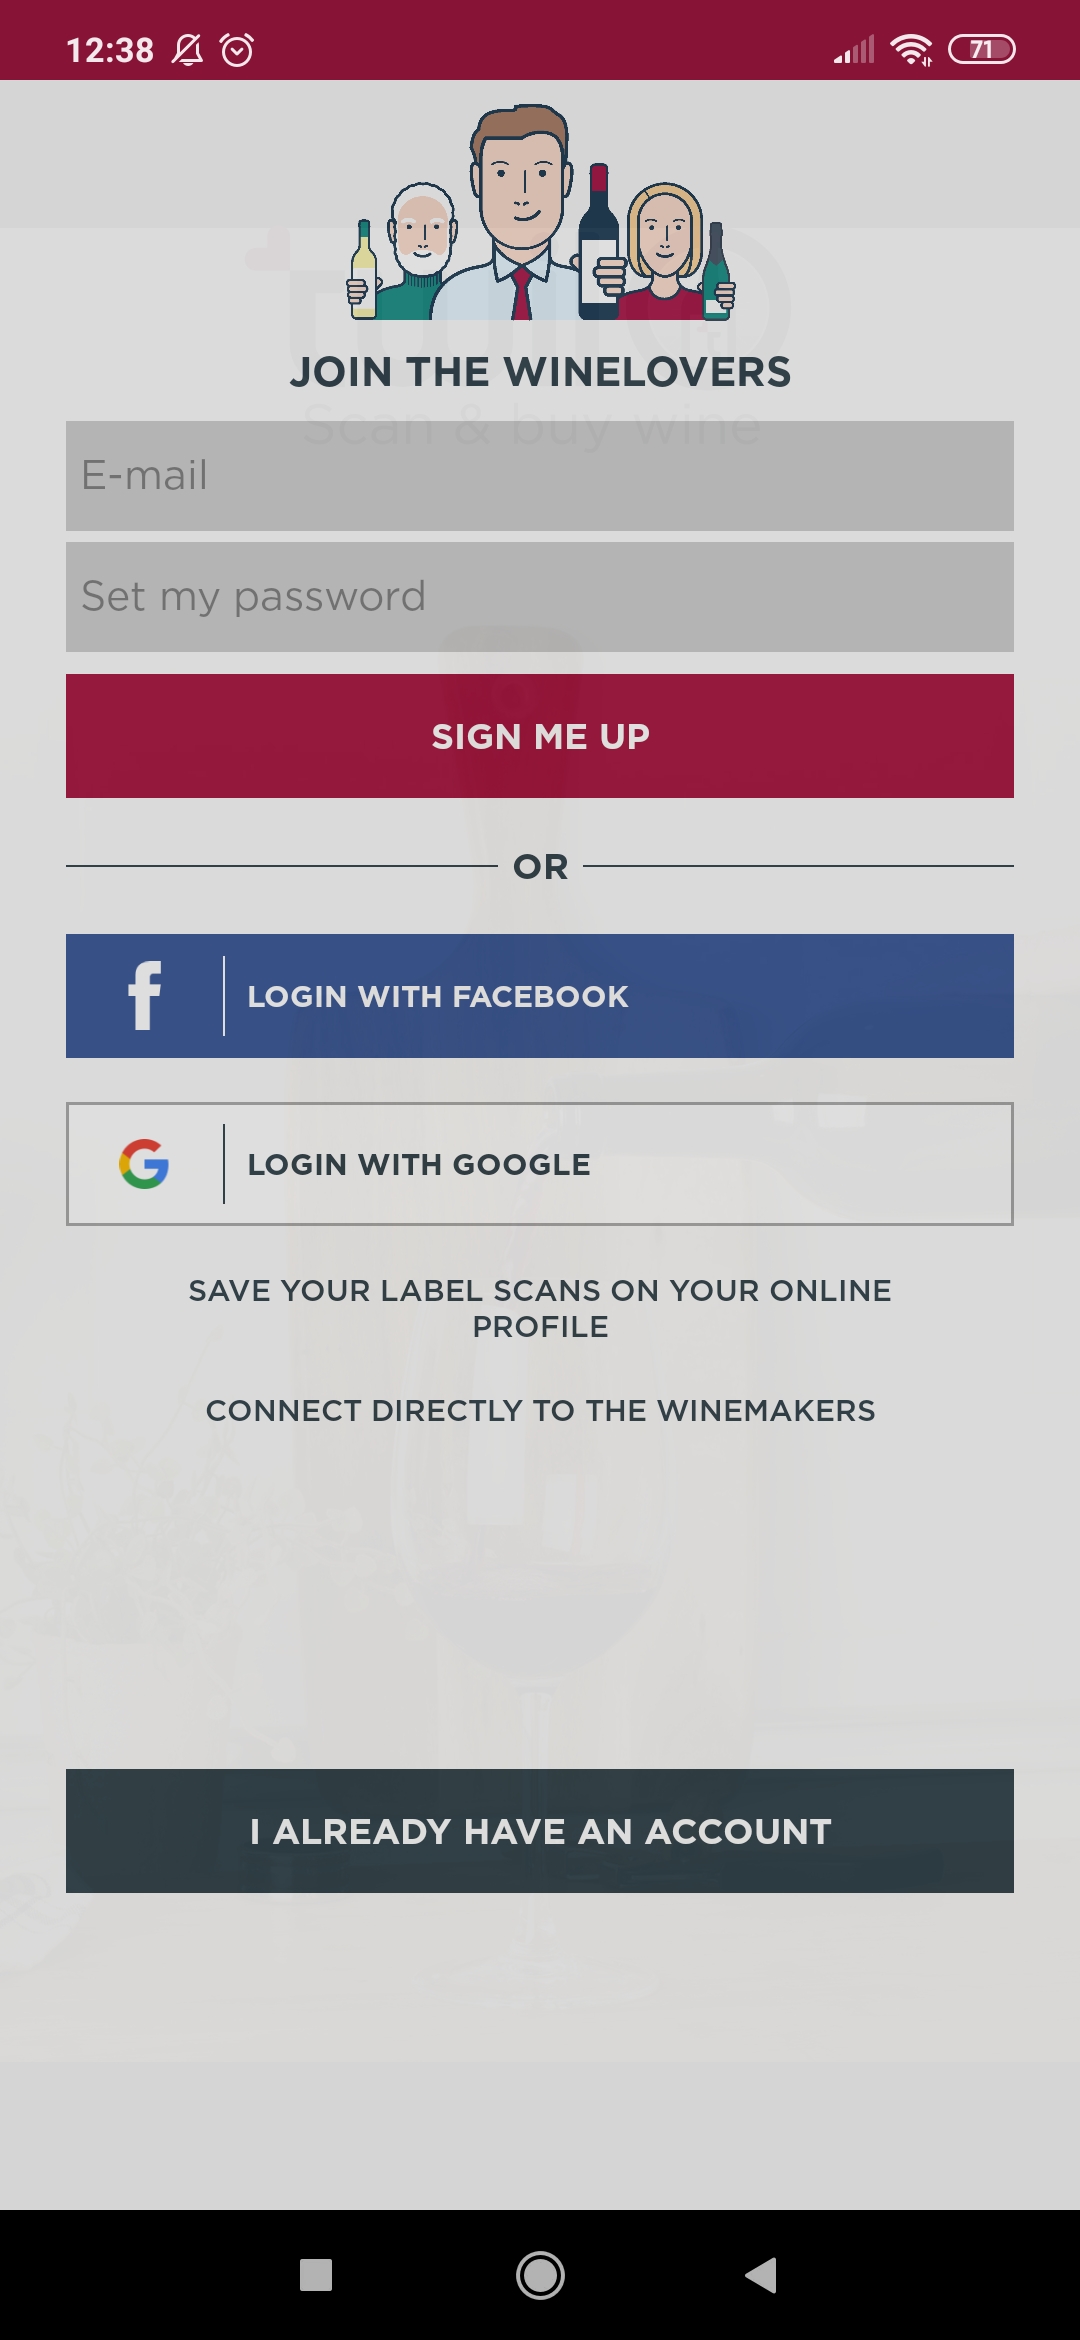 12:38
71
JOIN THE WINELOVERS
Scan & buy wine
E-mail
Set my password
SIGN ME UP
OR
LOGIN WITH FACEBOOK
LOGIN WITH GOOGLE
SAVE YOUR LABEL SCANS ON YOUR ONLINE
PROFILE
CONNECT DIRECTLY TO THE WINEMAKERS
I ALREADY HAVE AN ACCOUNT